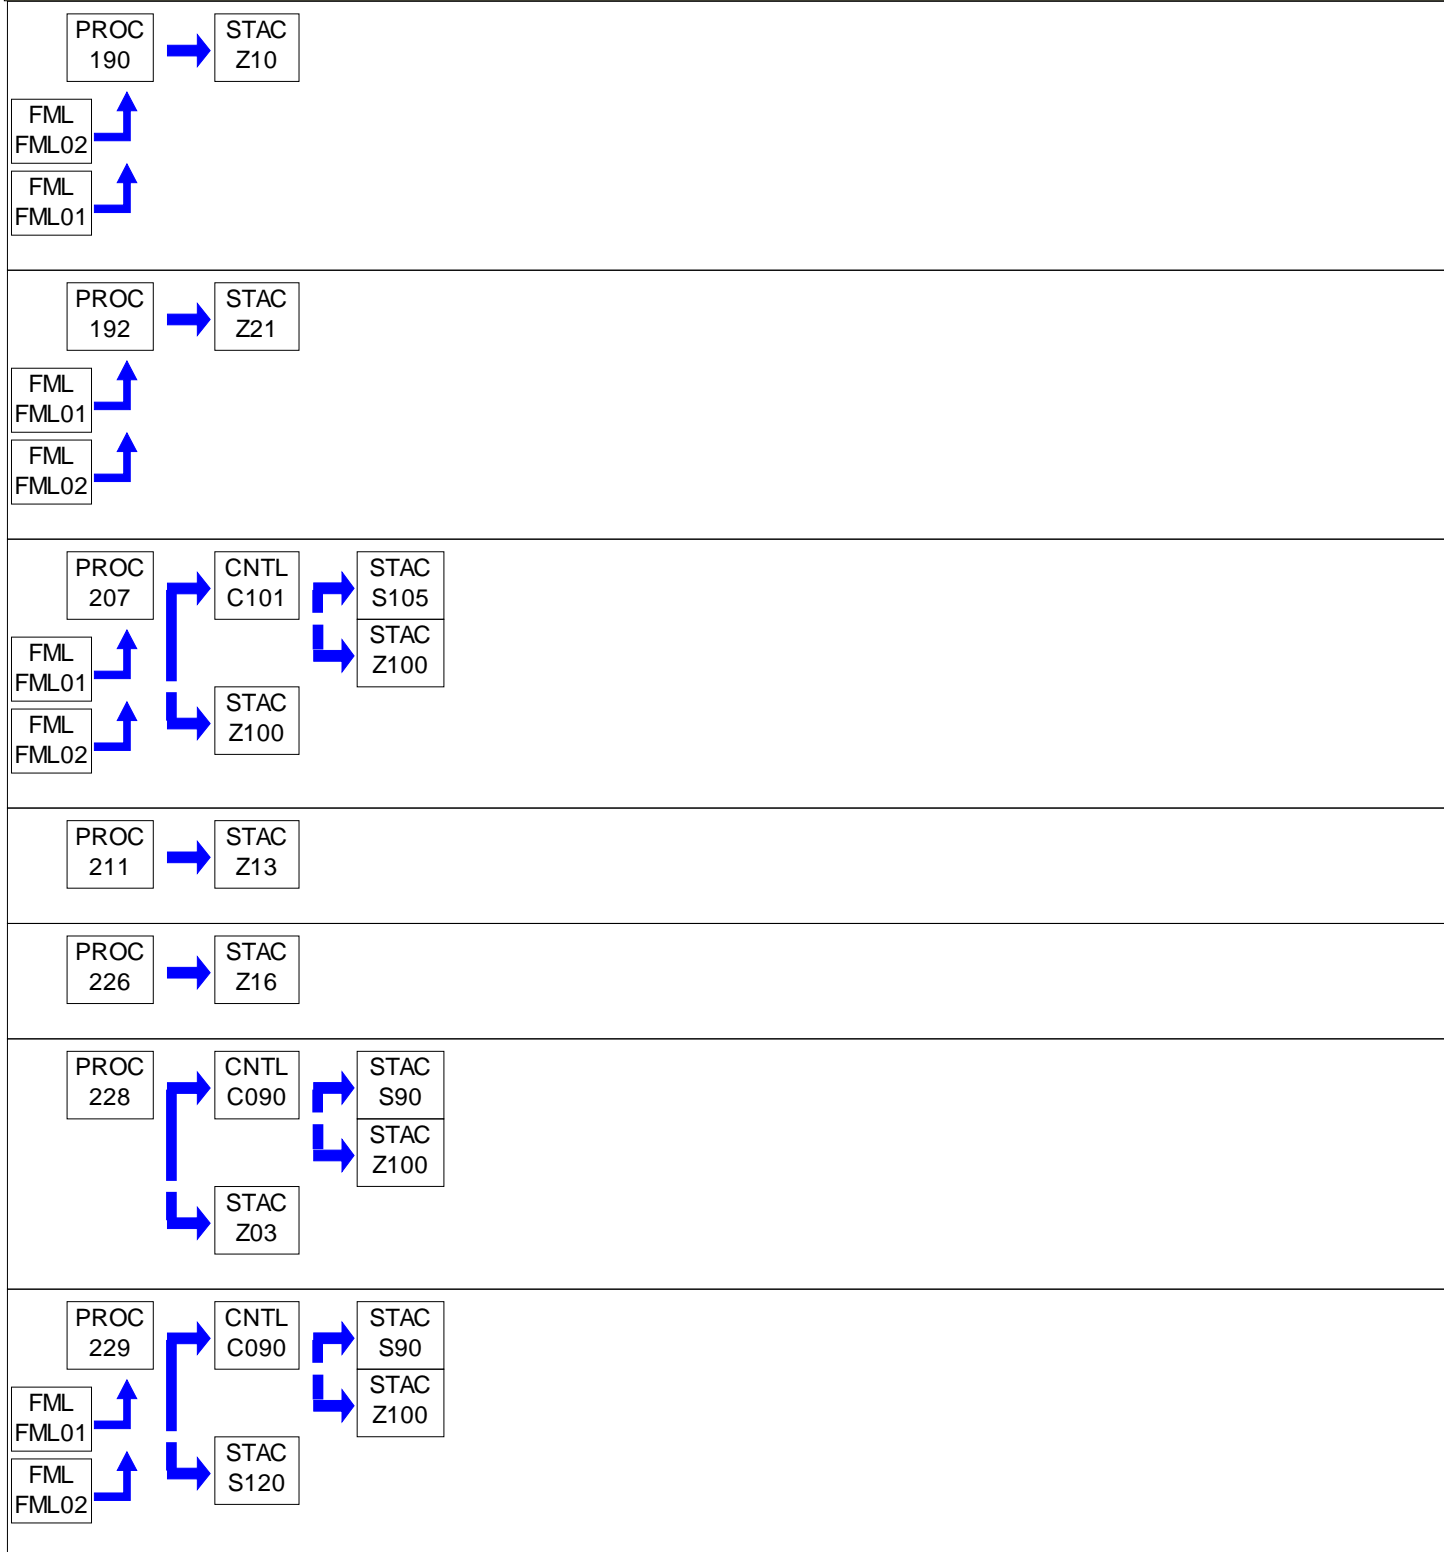 PROC
190
STAC
Z10
FML
FML02
FML
FML01
PROC
192
STAC
Z21
FML
FML01
FML
FML02
PROC
207
CNTL
C101
STAC
S105
STAC
Z100
FML
FML01
FML
FML02
STAC
Z100
PROC
211
STAC
Z13
PROC
226
STAC
Z16
PROC
228
CNTL
C090
STAC
S90
STAC
Z100
STAC
Z03
PROC
229
CNTL
C090
STAC
S90
STAC
Z100
FML
FML01
FML
FML02
STAC
S120